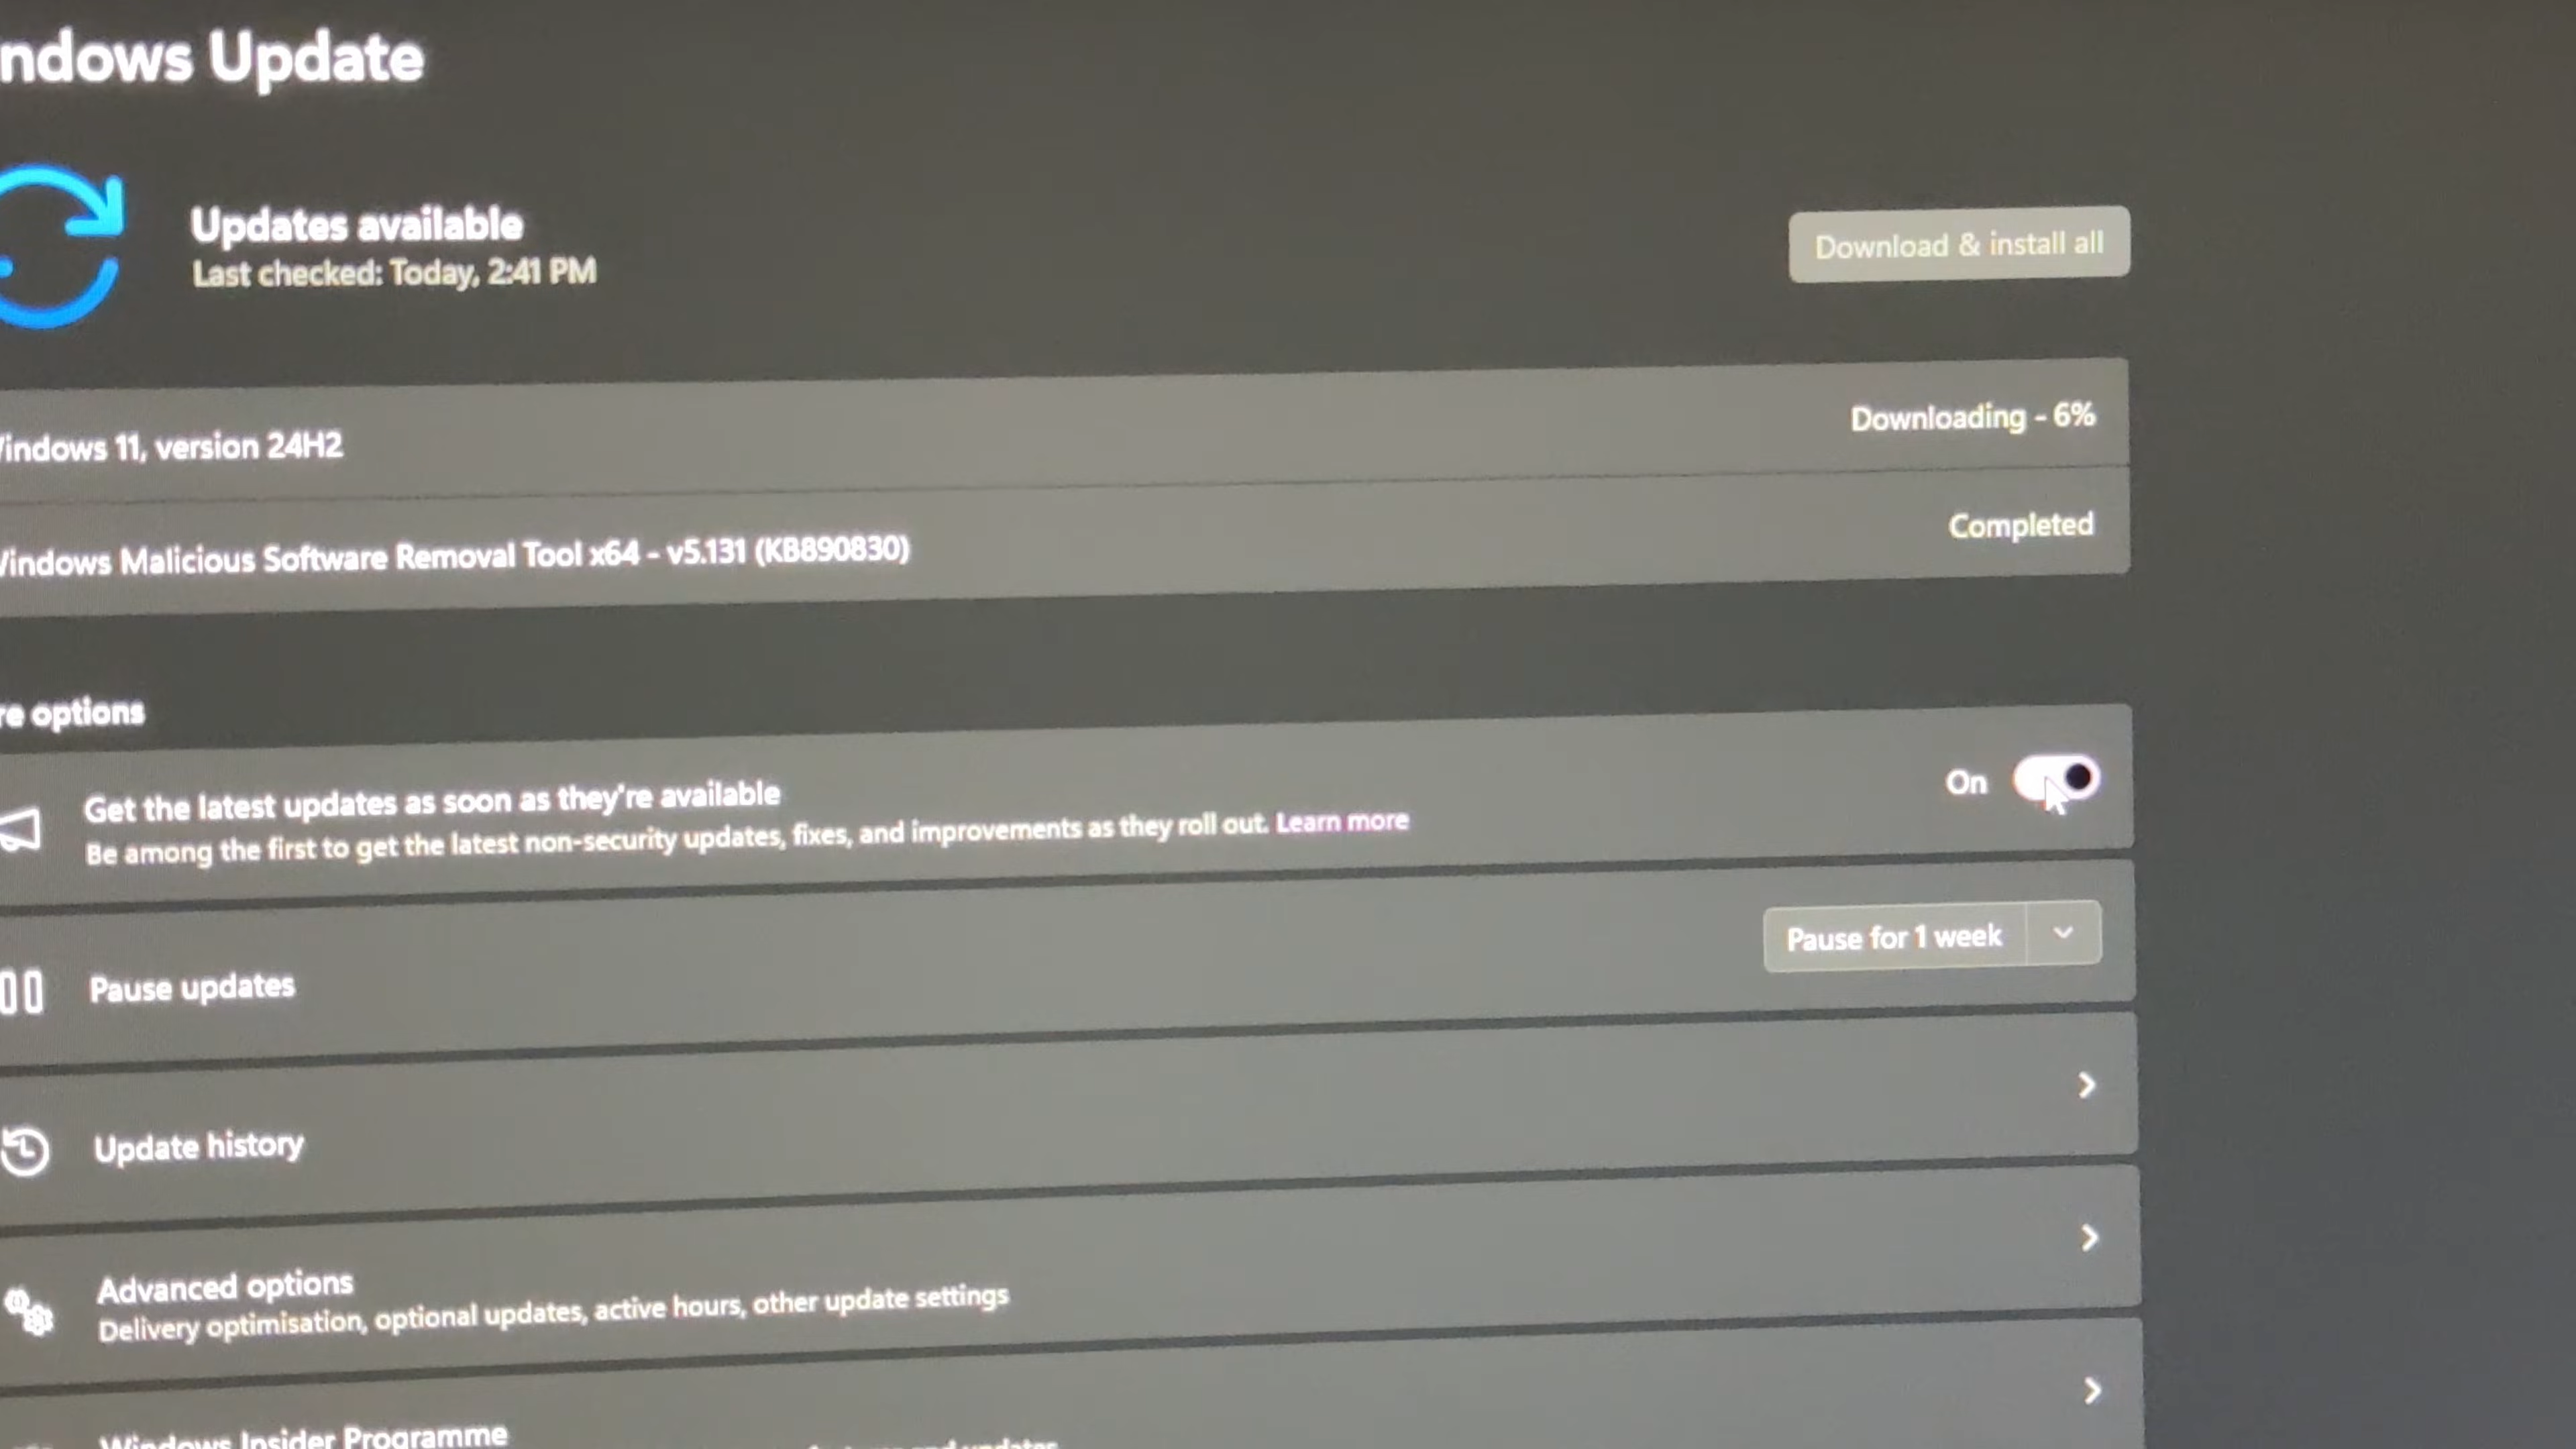 ndows Update
Updates available
Last checked: Today, 2:41 PM
Download & install all
indows 11, version 24H2
Downloading - 6%
indows Malicious Software Removal Tool x64 - v5.131 (KB890830)
Completed
re options
Get the latest updates as soon as they're available
Be among the first to get the latest non-security updates, fixes, and improvements as they roll out. Learn more
On
Pause updates
Pause for 1 week
Update history
Advanced options
Delivery optimisation, optional updates, active hours, other update settings
Windows Insider Programme